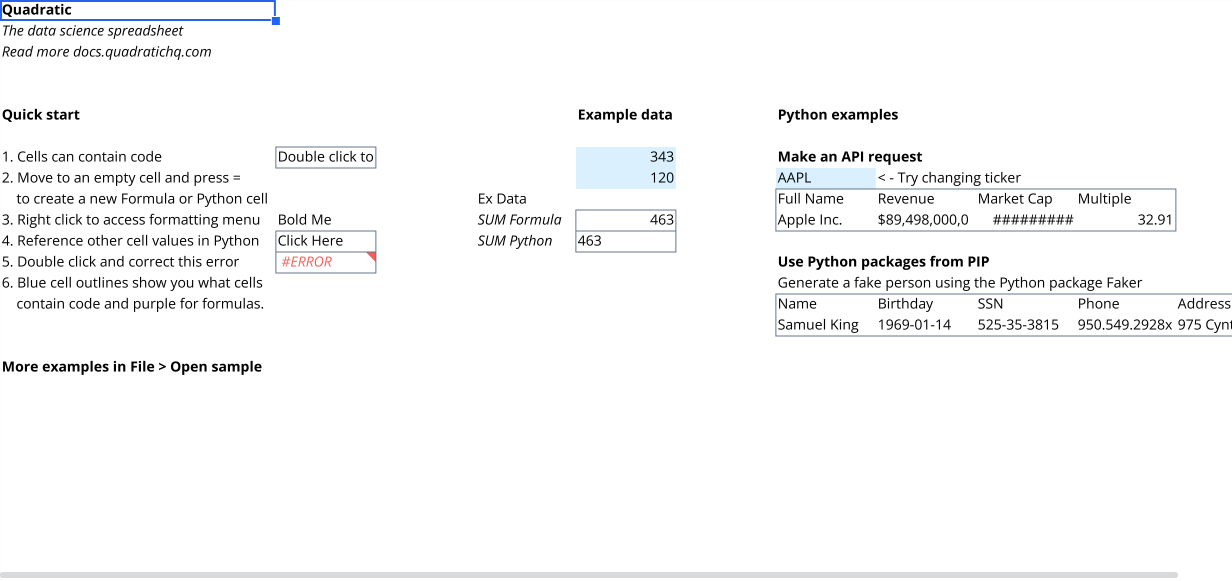 Quadratic
The data science spreadsheet
Read more docs.quadratichq.com
Quick start Example data Python examples
1. Cells can contain code Double click to 343 Make an API request
2. Move to an empty cell and press = 120 AAPL < - Try changing ticker
to create a new Formula or Python cell Ex Data Full Name Revenue Market Cap Multiple
3. Right click to access formatting menu Bold Me SUM Formula 463 Apple Inc. $89,498,000,0 ######### 32.91
4. Reference other cell values in Python Click Here SUM Python 463
5. Double click and correct this error #ERROR Use Python packages from PIP
6. Blue cell outlines show you what cells Generate a fake person using the Python package Faker
contain code and purple for formulas. Name Birthday SSN Phone Address
Samuel King 1969-01-14 525-35-3815 950.549.2928x 975 Cynt
More examples in File > Open sample